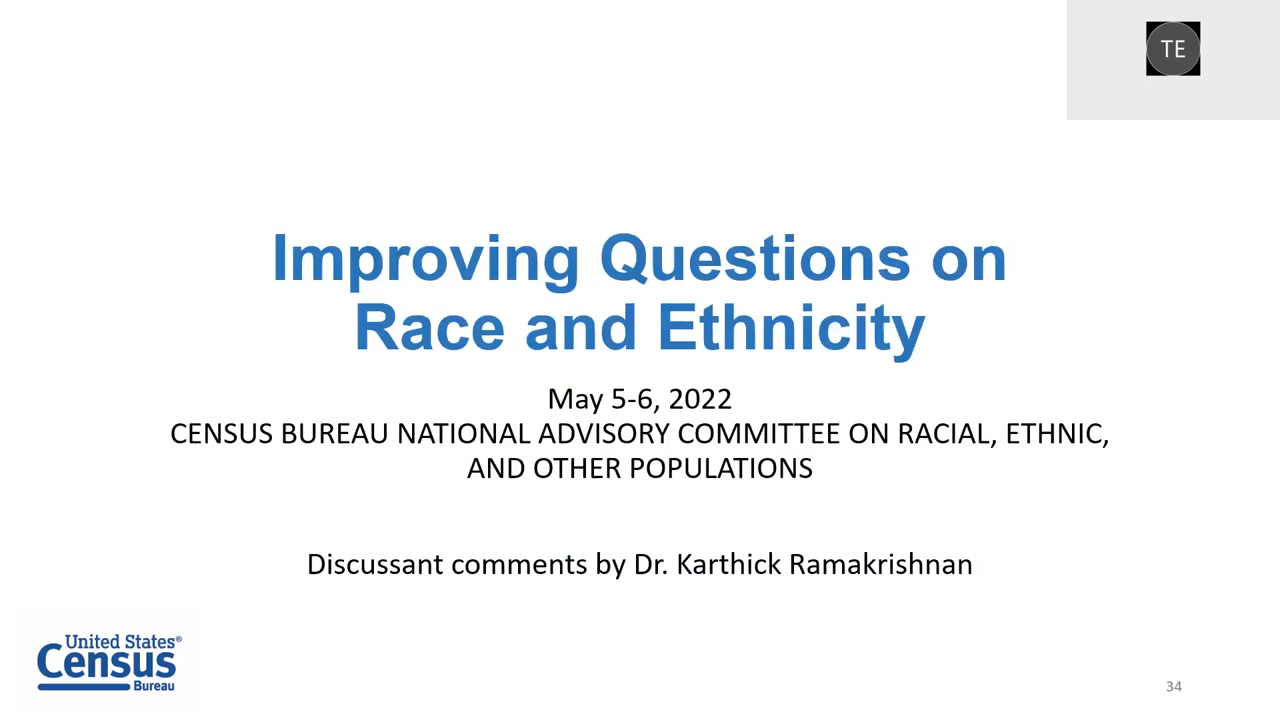 TE
Improving Questions on
Race and Ethnicity
May 5-6, 2022
CENSUS BUREAU NATIONAL ADVISORY COMMITTEE ON RACIAL, ETHNIC,
AND OTHER POPULATIONS
Discussant comments by Dr. Karthick Ramakrishnan
United States®
Census
Bureau
34